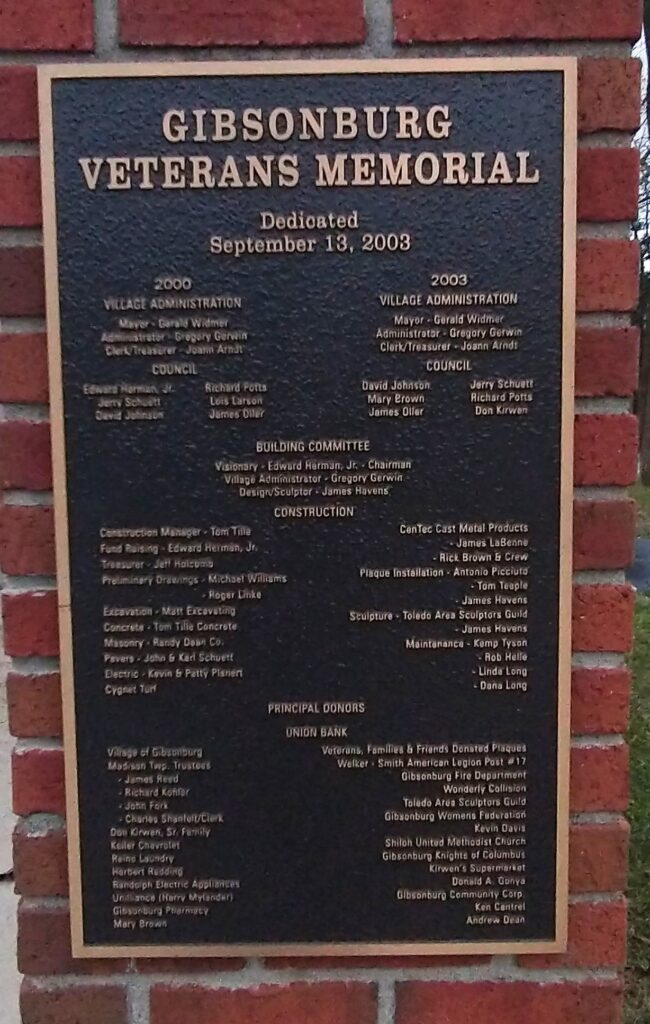 GIBSONBURG
VETERANS MEMORIAL
Dedicated
September 13, 2003
2000
VILLAGE ADMINISTRATION
Mayor - Gerald Widmer
Administrator - Gregory Gerwin
Clerk/Treasurer - Joann Arndt
COUNCIL
Edward Herman, Jr. Richard Potts
Jerry Schuett Lois Larson
David Johnson James Oller
2003
VILLAGE ADMINISTRATION
Mayor - Gerald Widmer
Administrator - Gregory Gerwin
Clerk/Treasurer - Joann Arndt
COUNCIL
David Johnson Jerry Schuett
Mary Brown Richard Potts
James Oller Don Kirwen
BUILDING COMMITTEE
Visionary - Edward Herman, Jr. - Chairman
Village Administrator - Gregory Gerwin
Design/Sculptor - James Havens
CONSTRUCTION
Construction Manager - Tom Tille
Fund Raising - Edward Herman, Jr.
Treasurer - Jeff Holcomb
Preliminary Drawings - Michael Williams
- Roger Linke
Excavation - Matt Excavating
Concrete - Tom Tille Concrete
Masonry - Randy Daan Co.
Pavers - John & Karl Schuett
Electric - Kevin & Patty Planert
Cygnet Turf
CenTec Cast Metal Products
- James LaBenne
- Rick Brown & Crew
Plaque Installation - Antonio Picciuto
- Tom Teaple
- James Havens
Sculpture - Toledo Area Sculptors Guild
- James Havens
Maintenance - Kemp Tyson
- Rob Helle
- Linda Long
- Dana Long
PRINCIPAL DONORS
UNION BANK
Village of Gibsonburg
Madison Twp. Trustees
- James Reed
- Richard Kohler
- John Fork
- Charles Shanfelt/Clerk
Don Kirwen, Sr. Family
Keller Chevrolet
Reino Laundry
Herbert Redding
Randolph Electric Appliances
Uniliance (Harry Mylander)
Gibsonburg Pharmacy
Mary Brown
Veterans, Families & Friends Donated Plaques
Welker - Smith American Legion Post #17
Gibsonburg Fire Department
Wonderly Collision
Toledo Area Sculptors Guild
Gibsonburg Womens Federation
Kevin Davis
Shiloh United Methodist Church
Gibsonburg Knights of Columbus
Kirwen's Supermarket
Donald A. Gonya
Gibsonburg Community Corp.
Ken Cantrel
Andrew Dean